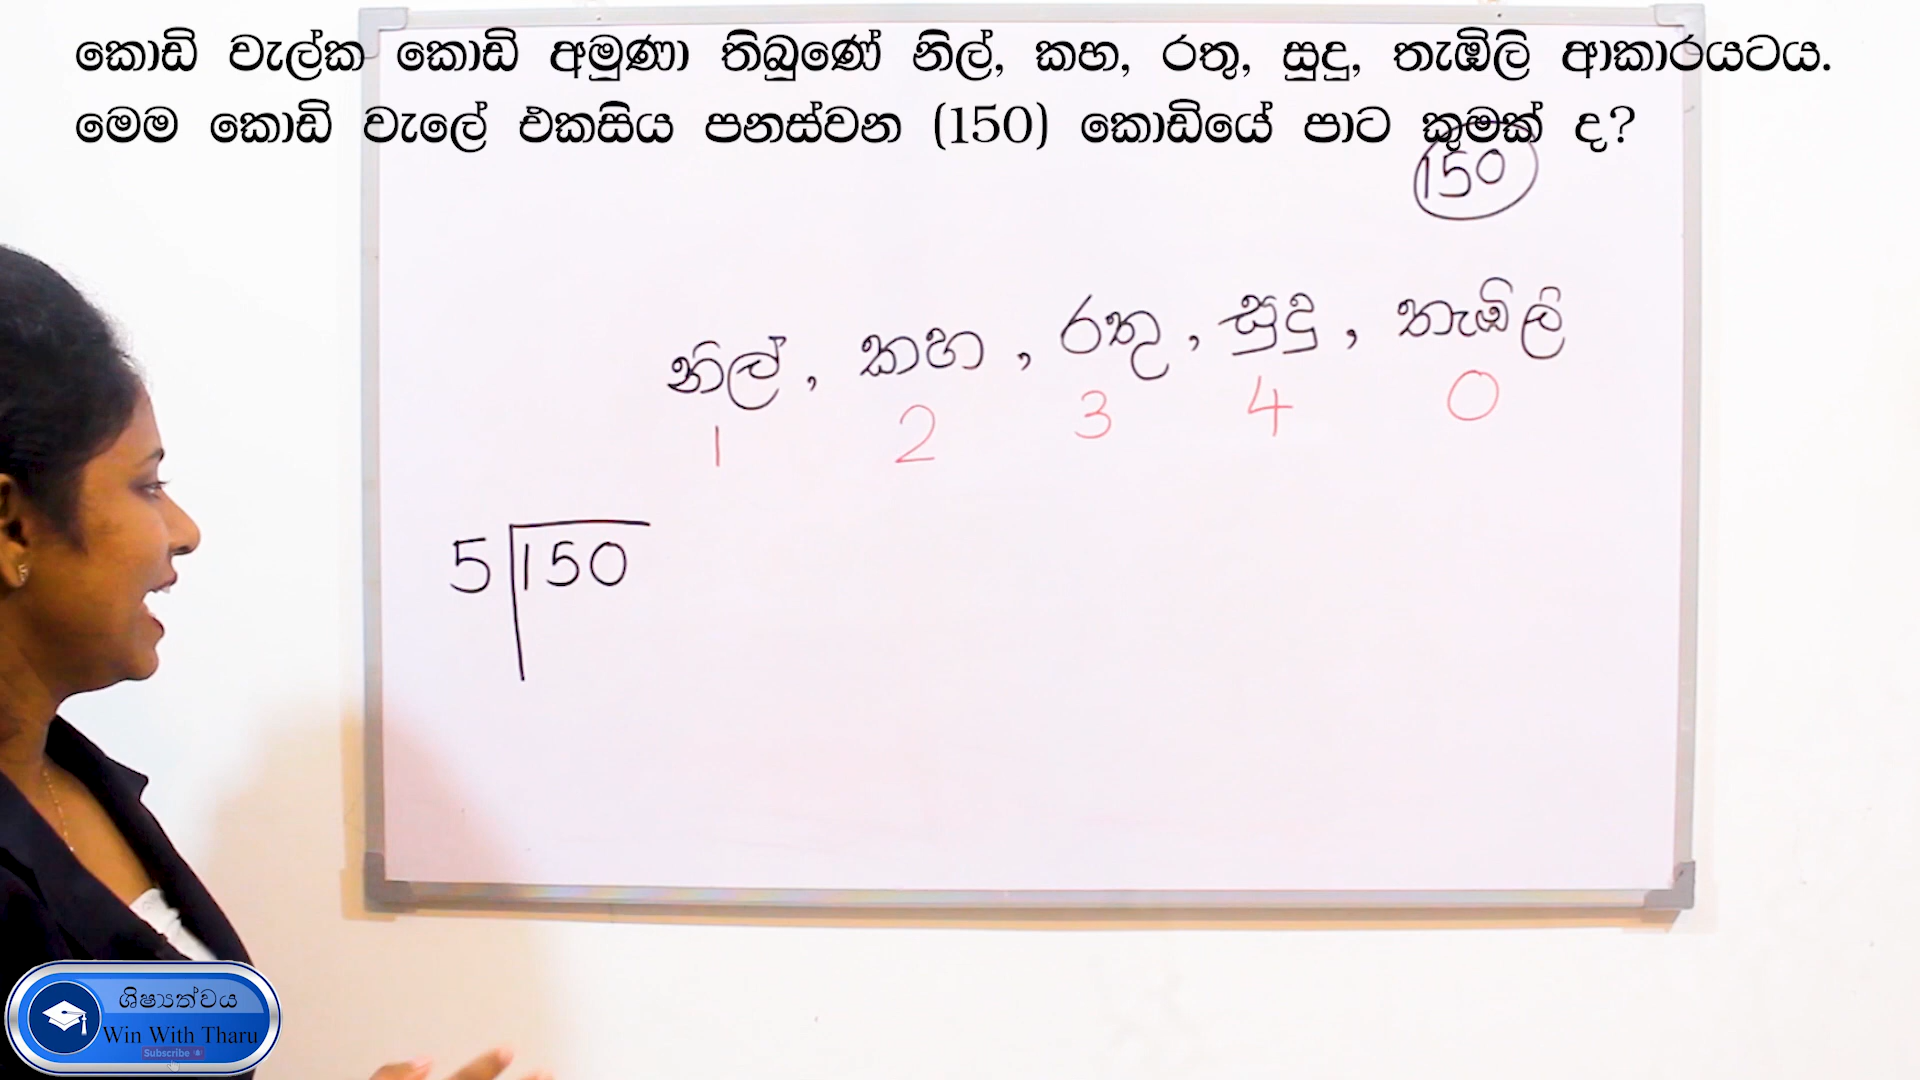 කොඩි වැල්ක කොඩි අමුණා තිබුණේ නිල්, කහ, රතු, සුදු, තැඹිලි ආකාරයටය.
මෙම කොඩි වැලේ එකසිය පනස්වන (150) කොඩියේ පාට කුමක් ද?
150
නිල්, කහ, රතු, සුදු, තැඹිලි
1 2 3 4 0
5 150
ශිෂ්‍යත්වය
Win With Tharu
Subscribe